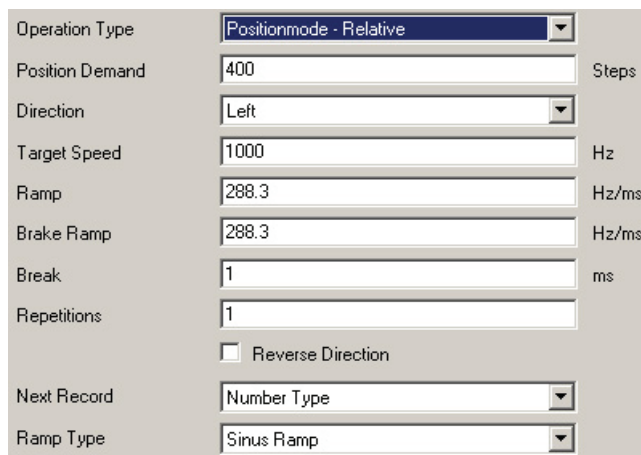 Operation Type Positionmode - Relative
Position Demand 400 Steps
Direction Left
Target Speed 1000 Hz
Ramp 288.3 Hz/ms
Brake Ramp 288.3 Hz/ms
Break 1 ms
Repetitions 1
Reverse Direction
Next Record Number Type
Ramp Type Sinus Ramp